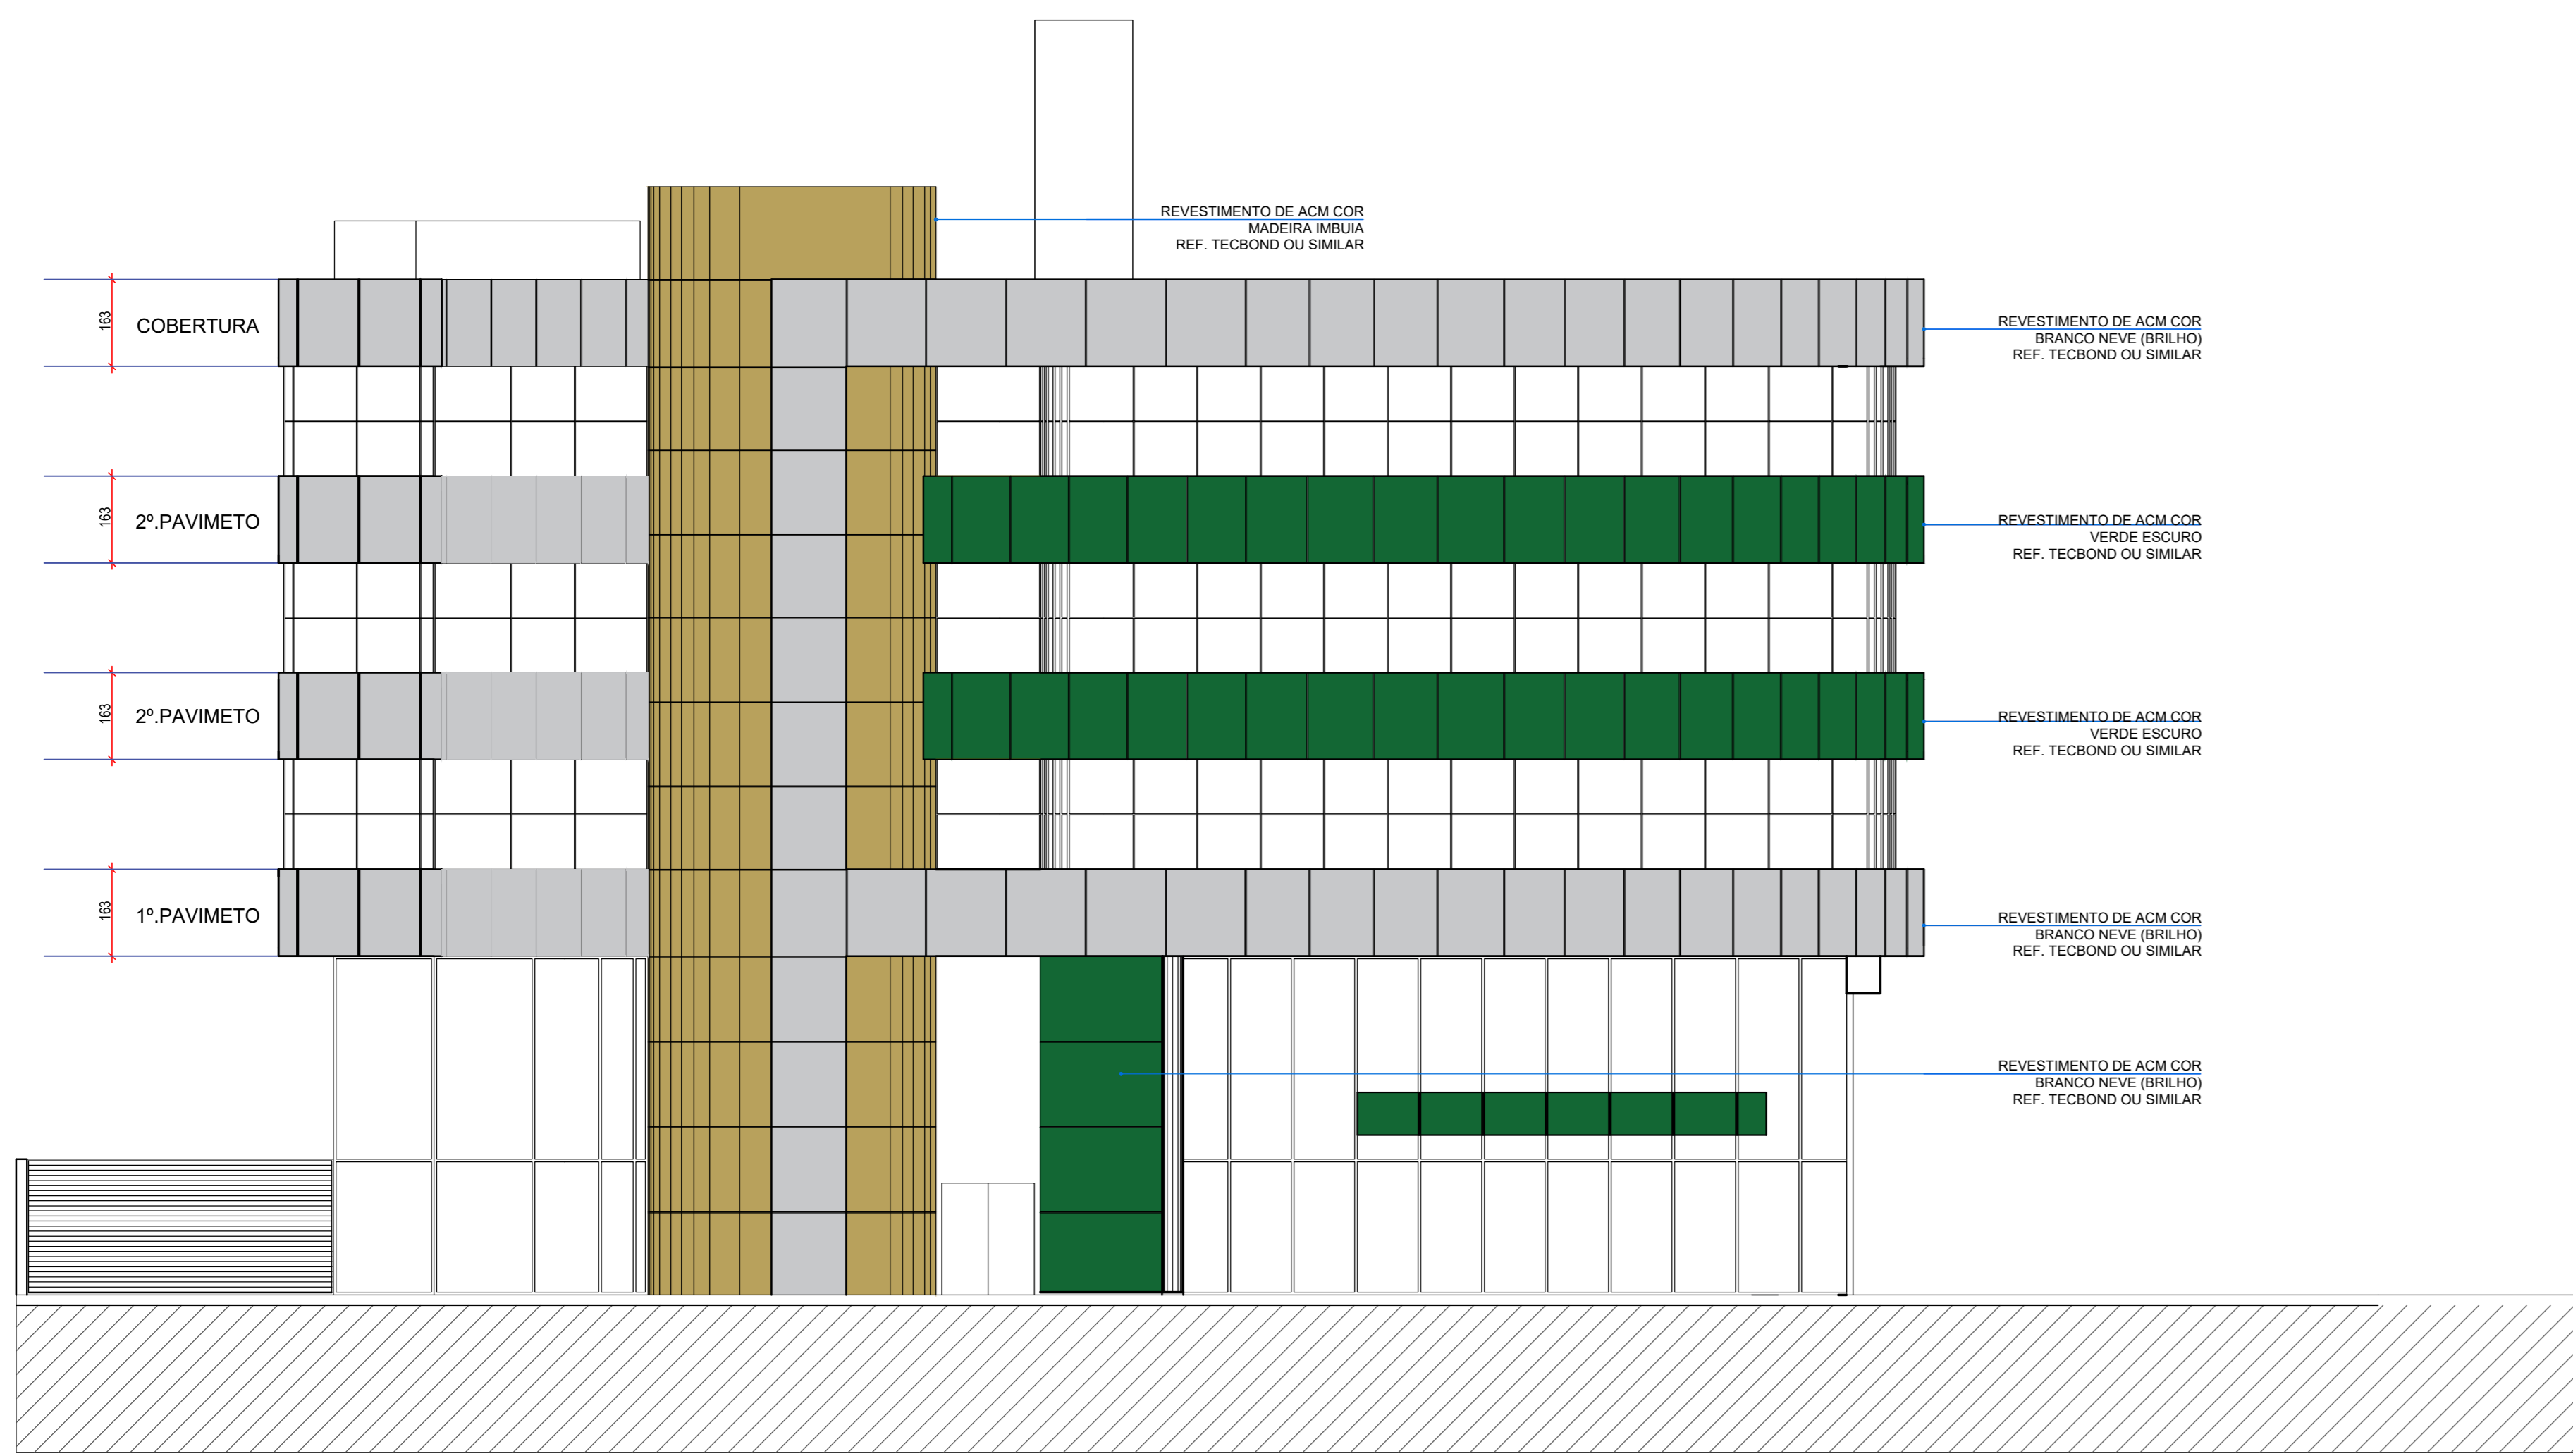 REVESTIMENTO DE ACM COR
MADEIRA IMBUIA
REF. TECBOND OU SIMILAR
163
COBERTURA
REVESTIMENTO DE ACM COR
BRANCO NEVE (BRILHO)
REF. TECBOND OU SIMILAR
163
2º.PAVIMETO
REVESTIMENTO DE ACM COR
VERDE ESCURO
REF. TECBOND OU SIMILAR
163
2º.PAVIMETO
REVESTIMENTO DE ACM COR
VERDE ESCURO
REF. TECBOND OU SIMILAR
163
1º.PAVIMETO
REVESTIMENTO DE ACM COR
BRANCO NEVE (BRILHO)
REF. TECBOND OU SIMILAR
REVESTIMENTO DE ACM COR
BRANCO NEVE (BRILHO)
REF. TECBOND OU SIMILAR